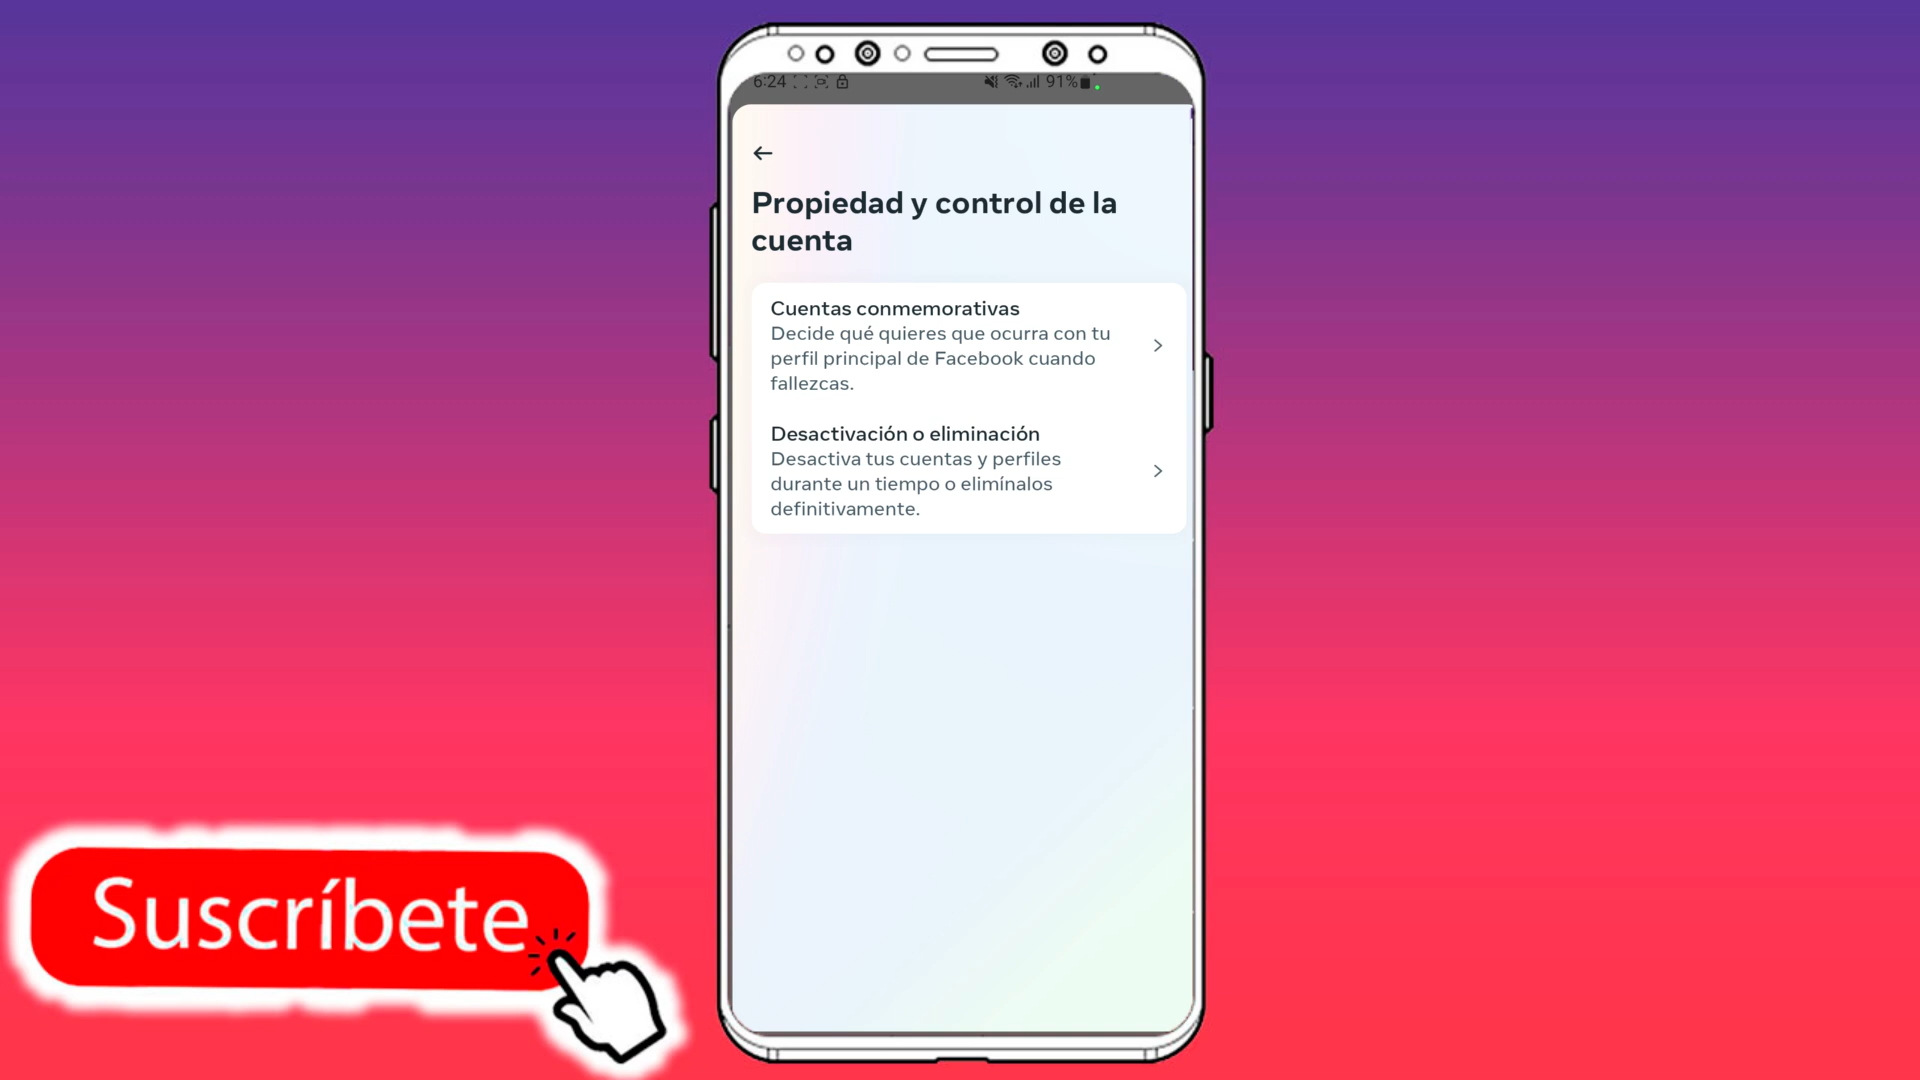 6:24
91%
Propiedad y control de la
cuenta
Cuentas conmemorativas
Decide qué quieres que ocurra con tu
perfil principal de Facebook cuando
fallezcas.
Desactivación o eliminación
Desactiva tus cuentas y perfiles
durante un tiempo o elimínalos
definitivamente.
Suscríbete